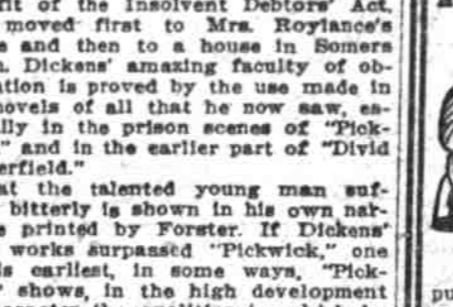 fit of the Insolvent Debtors' Act,
moved first to Mrs. Roylance's
e and then to a house in Somers
n. Dickens' amazing faculty of ob-
ation is proved by the use made in
novels of all that he now saw, es-
ally in the prison scenes of "Pick-
" and in the earlier part of "Divid
erfield."
at the talented young man suf-
bitterly is shown in his own nar-
e printed by Forster. If Dickens'
works surpassed "Pickwick," one
is earliest, in some ways, "Pick-
" shows, in the high development
pu